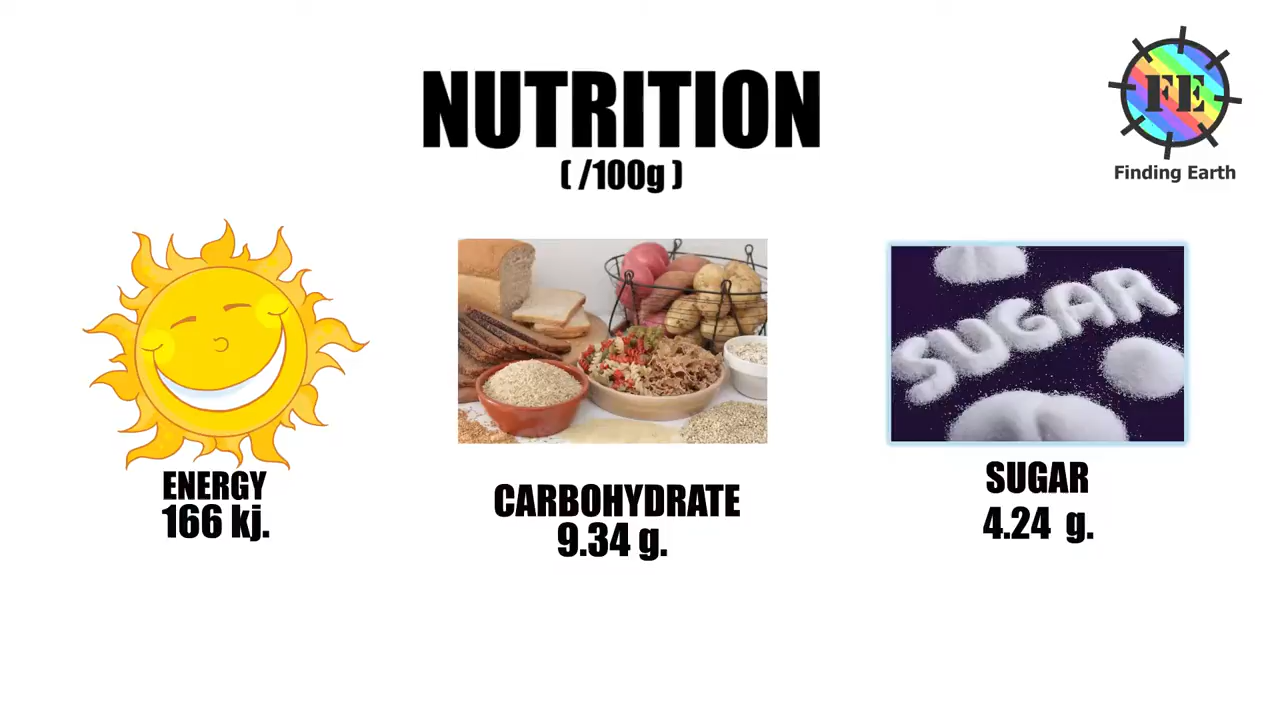 NUTRITION
( /100g )
FE
Finding Earth
ENERGY
166 kj.
CARBOHYDRATE
9.34 g.
SUGAR
SUGAR
4.24 g.